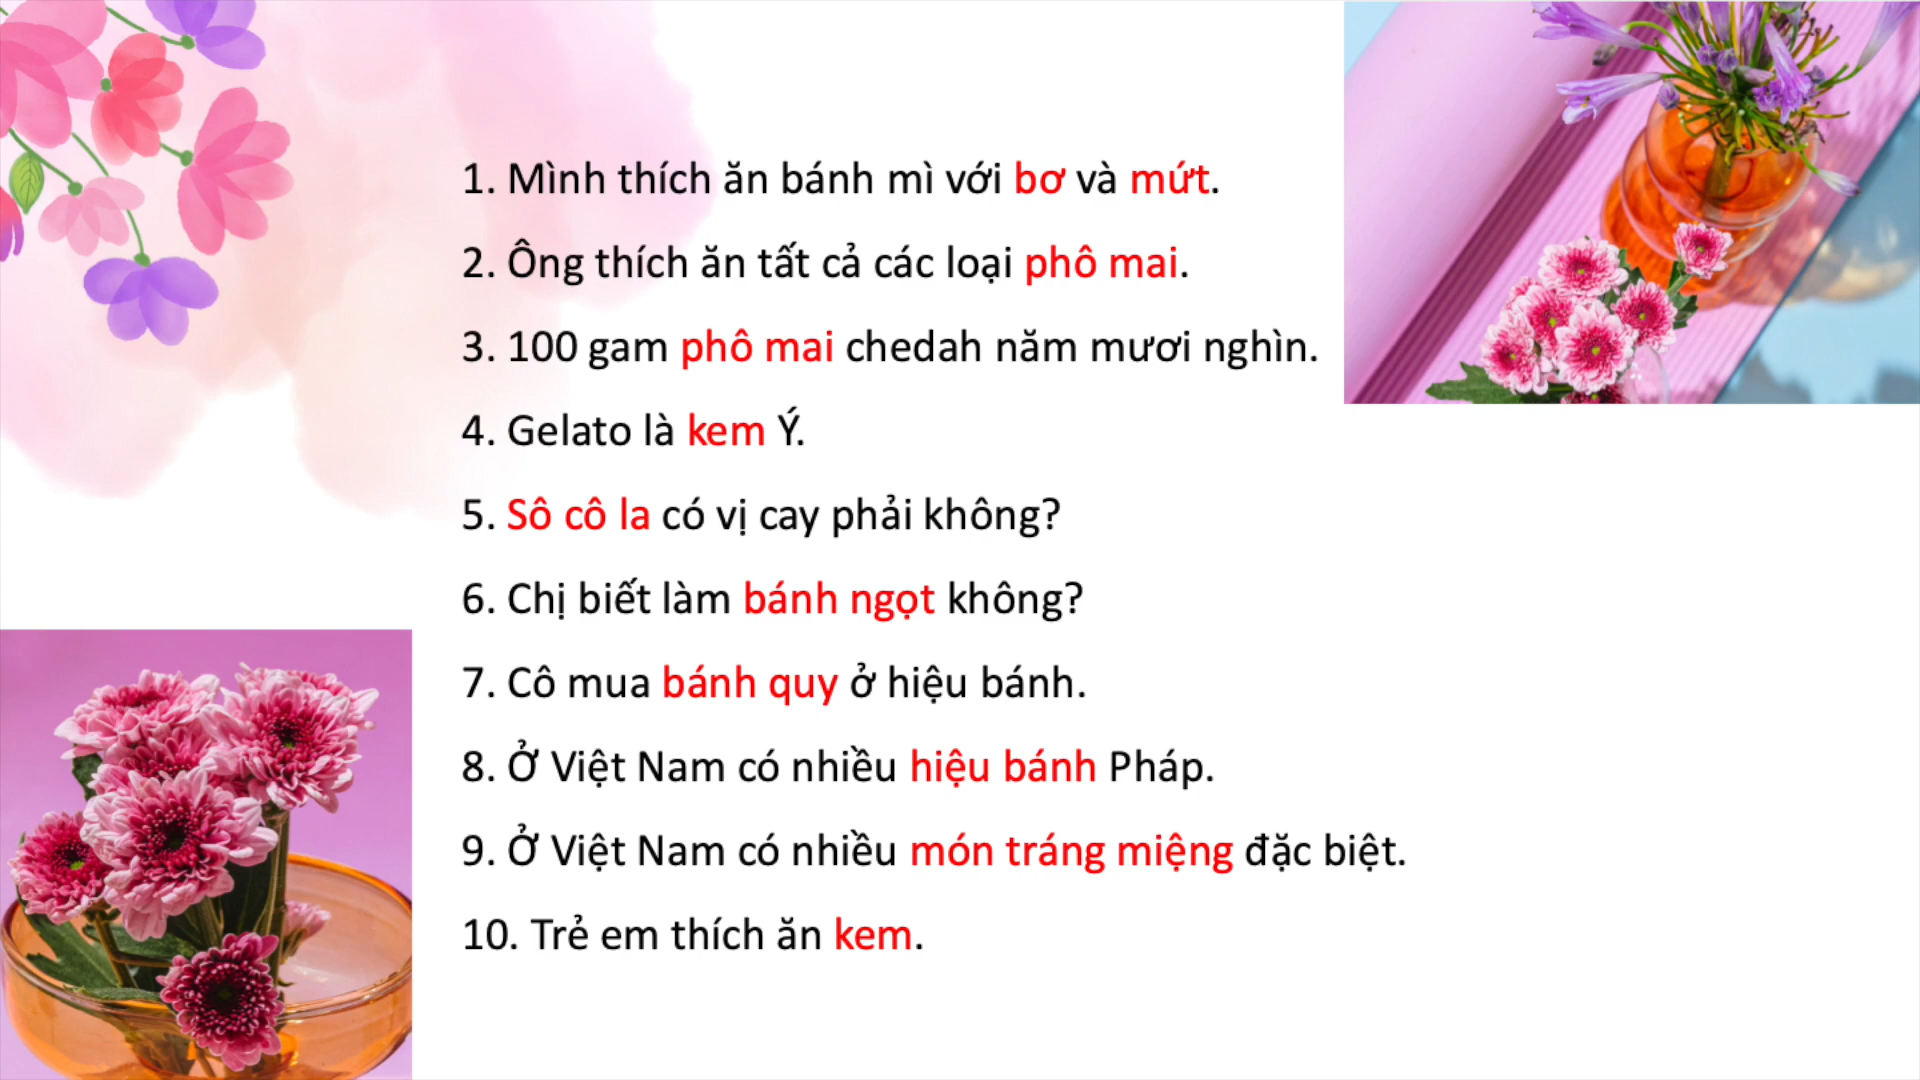 1. Mình thích ăn bánh mì với bơ và mứt.
2. Ông thích ăn tất cả các loại phô mai.
3. 100 gam phô mai chedah năm mươi nghìn.
4. Gelato là kem Ý.
5. Sô cô la có vị cay phải không?
6. Chị biết làm bánh ngọt không?
7. Cô mua bánh quy ở hiệu bánh.
8. Ở Việt Nam có nhiều hiệu bánh Pháp.
9. Ở Việt Nam có nhiều món tráng miệng đặc biệt.
10. Trẻ em thích ăn kem.